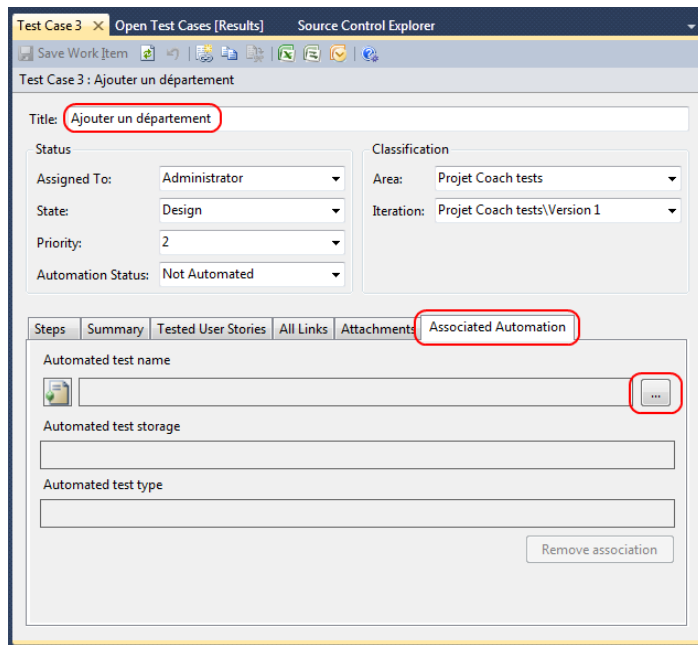 Test Case 3 Open Test Cases [Results] Source Control Explorer
Save Work Item
Test Case 3 : Ajouter un département
Title: Ajouter un département
Status
Assigned To: Administrator
State: Design
Priority: 2
Automation Status: Not Automated
Classification
Area: Projet Coach tests
Iteration: Projet Coach tests\Version 1
Steps Summary Tested User Stories All Links Attachments Associated Automation
Automated test name
...
Automated test storage
Automated test type
Remove association